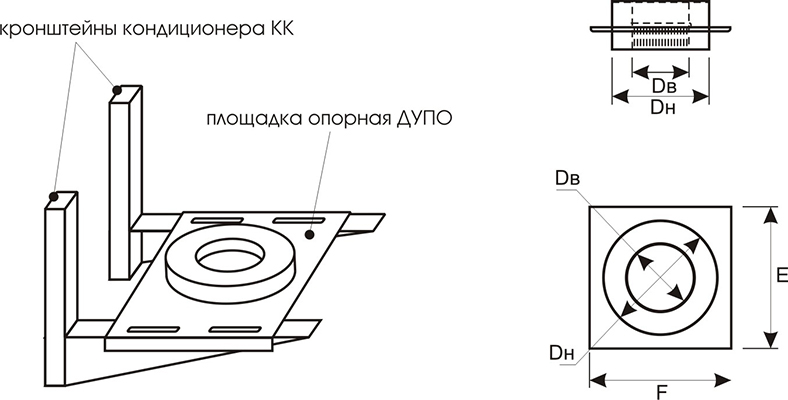 кронштейны кондиционера КК
площадка опорная ДУПО
Dв
Dн
Dв
E
Dн
F